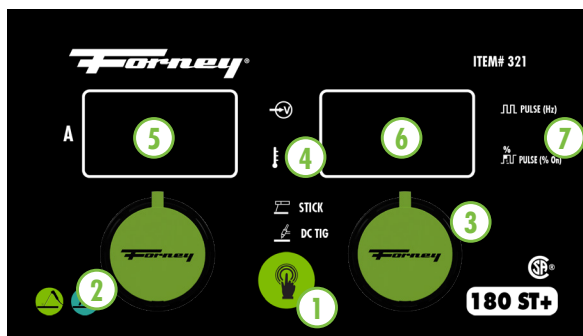 Forney®
ITEM# 321
A
5
V
6
PULSE (Hz)
7
4
%
PULSE (% On)
STICK
DC TIG
3
Forney
Forney
2
1
SA®
180 ST+